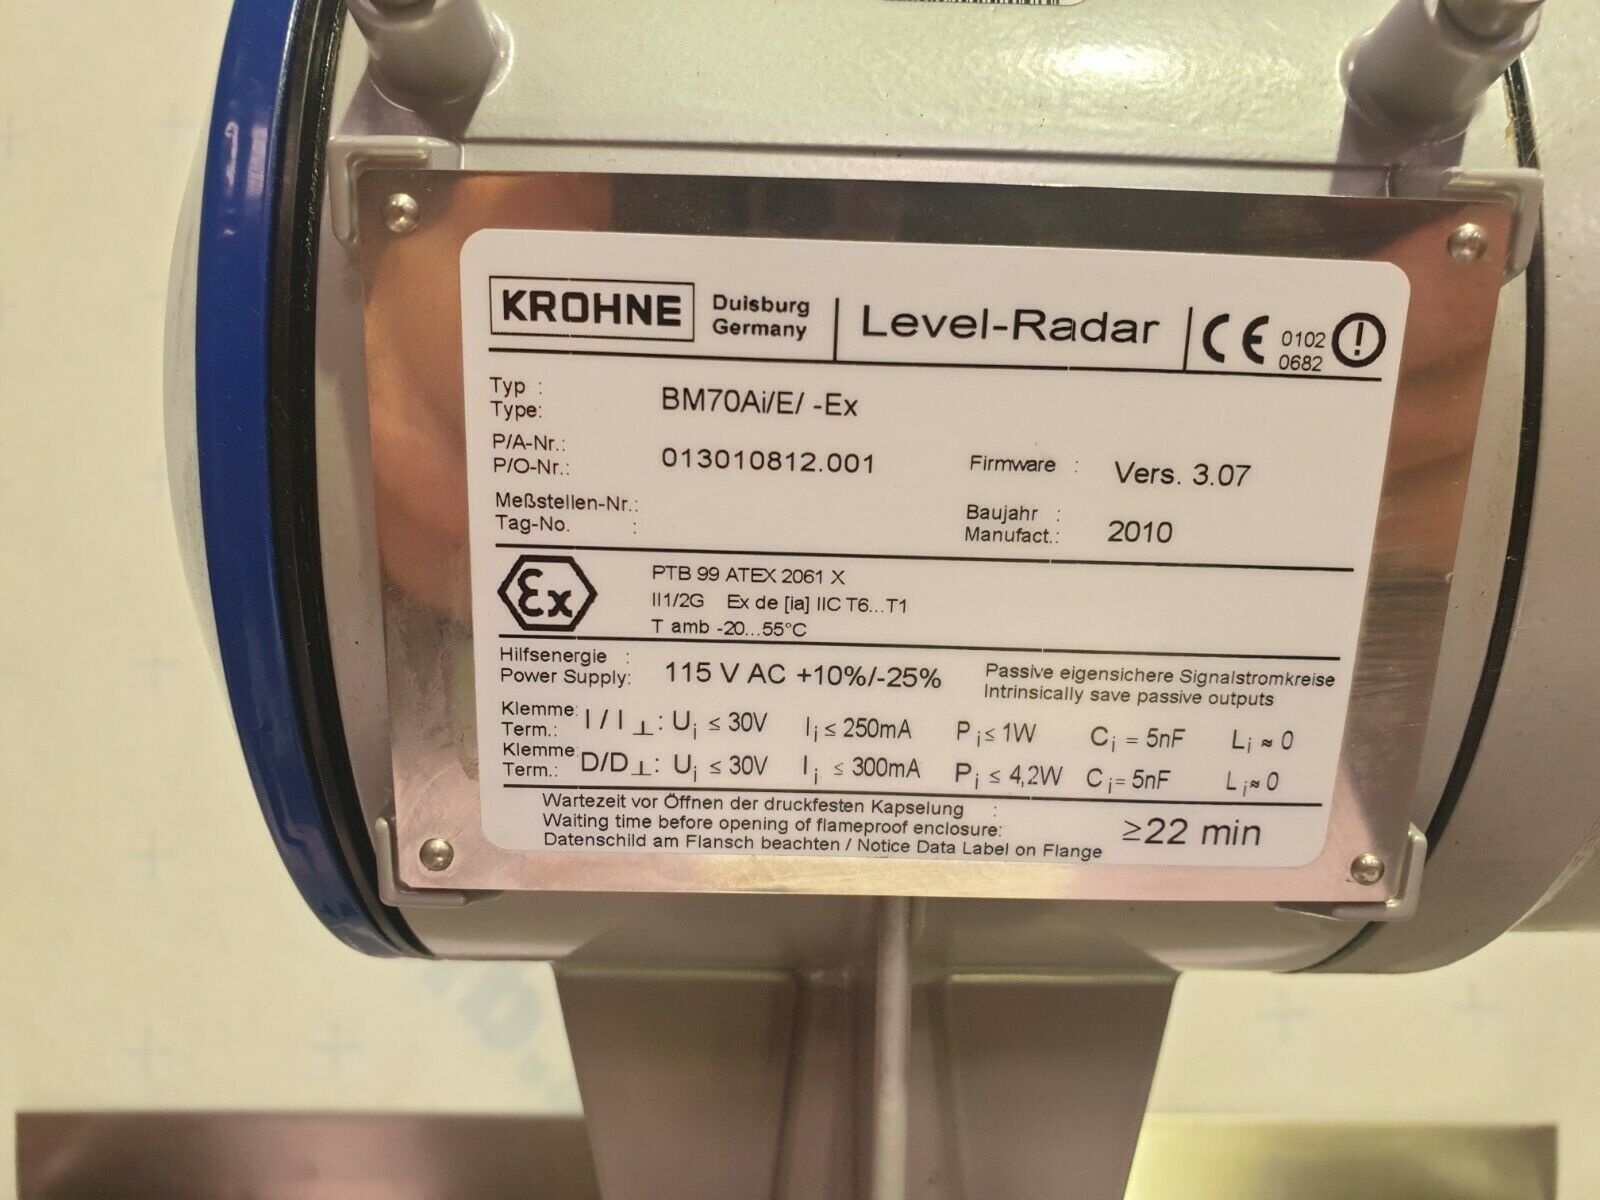 KROHNE Duisburg Germany Level-Radar CE 0102 0682
Typ :
Type: BM70Ai/E/ -Ex
P/A-Nr.:
P/O-Nr.: 013010812.001 Firmware : Vers. 3.07
Meßstellen-Nr.:
Tag-No. :
Baujahr :
Manufact.: 2010
Ex
PTB 99 ATEX 2061 X
II1/2G Ex de [ia] IIC T6...T1
T amb -20...55°C
Hilfsenergie :
Power Supply: 115 V AC +10%/-25%
Passive eigensichere Signalstromkreise
Intrinsically save passive outputs
Klemme:
Term.: I / I ⊥ : Ui ≤ 30V Ii ≤ 250mA Pi ≤ 1W Ci = 5nF Li ≈ 0
Klemme:
Term.: D/D⊥: Ui ≤ 30V Ii ≤ 300mA Pi ≤ 4,2W Ci = 5nF Li ≈ 0
Wartezeit vor Öffnen der druckfesten Kapselung :
Waiting time before opening of flameproof enclosure: ≥22 min
Datenschild am Flansch beachten / Notice Data Label on Flange